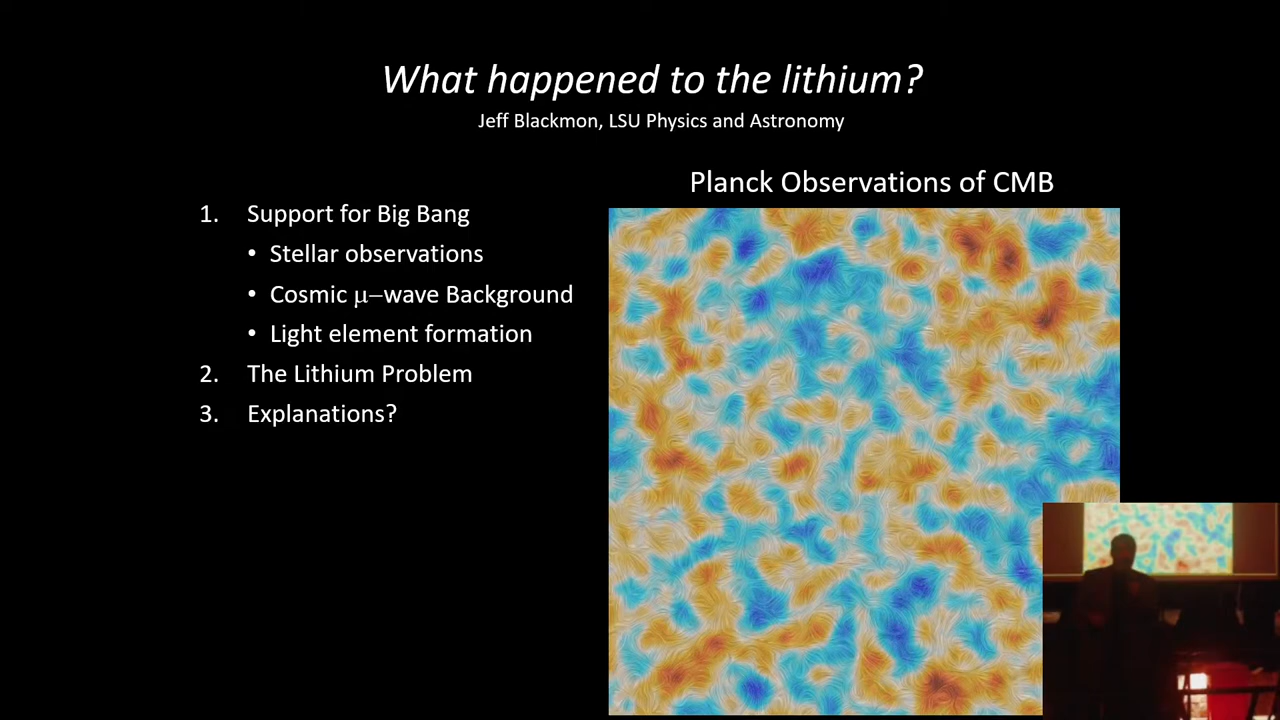 What happened to the lithium?
Jeff Blackmon, LSU Physics and Astronomy
Planck Observations of CMB
1. Support for Big Bang
• Stellar observations
• Cosmic μ–wave Background
• Light element formation
2. The Lithium Problem
3. Explanations?